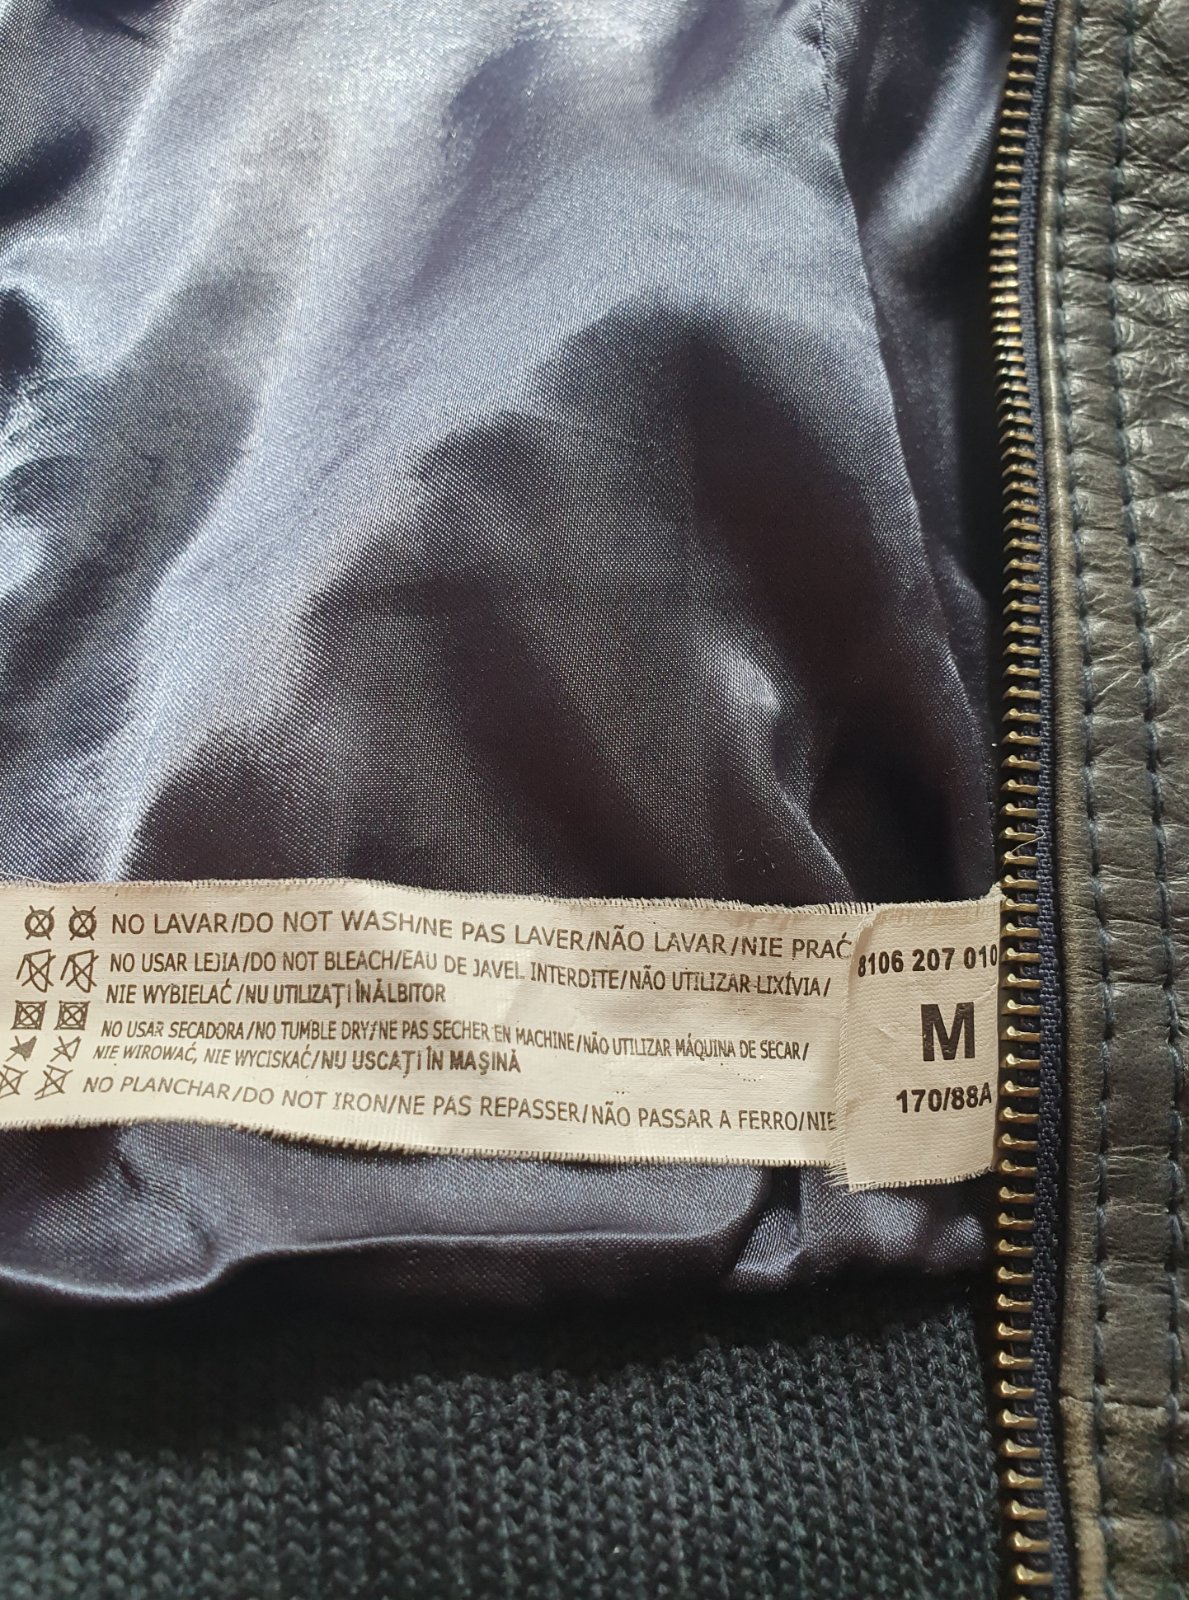 NO LAVAR/DO NOT WASH/NE PAS LAVER/NÃO LAVAR/NIE PRAĆ
NO USAR LEJIA/DO NOT BLEACH/EAU DE JAVEL INTERDITE/NÃO UTILIZAR LIXÍVIA/
NIE WYBIELAĆ/NU UTILIZAŢI ÎNĂLBITOR
NO USAR SECADORA/NO TUMBLE DRY/NE PAS SECHER EN MACHINE/NÃO UTILIZAR MÁQUINA DE SECAR/
NIE WIROWAĆ, NIE WYCISKAĆ/NU USCAŢI ÎN MAŞINĂ
NO PLANCHAR/DO NOT IRON/NE PAS REPASSER/NÃO PASSAR A FERRO/NIE
8106 207 010
M
170/88A